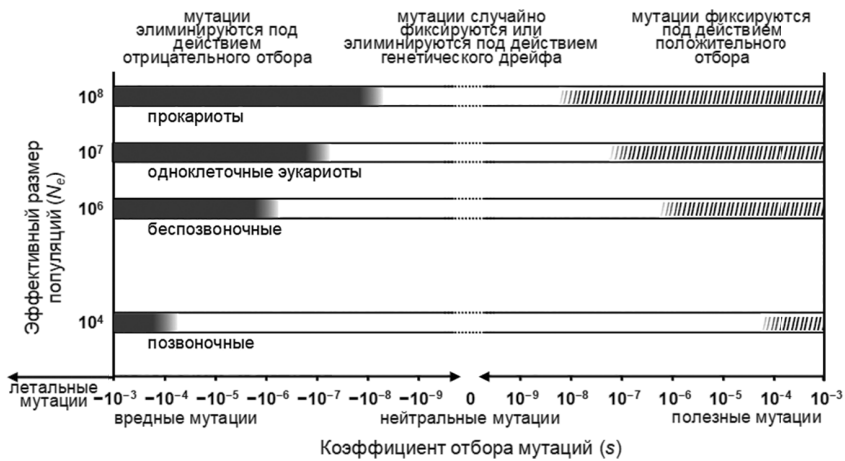 мутации
элиминируются под
действием
отрицательного отбора
мутации случайно
фиксируются или
элиминируются под действием
генетического дрейфа
мутации фиксируются
под действием
положительного
отбора
Эффективный размер
популяций (Nₑ)
10⁸
прокариоты
10⁷
одноклеточные эукариоты
10⁶
беспозвоночные
10⁴
позвоночные
летальные
мутации
−10⁻³ −10⁻⁴ −10⁻⁵ −10⁻⁶ −10⁻⁷ −10⁻⁸ −10⁻⁹ 0 10⁻⁹ 10⁻⁸ 10⁻⁷ 10⁻⁶ 10⁻⁵ 10⁻⁴ 10⁻³
вредные мутации нейтральные мутации полезные мутации
Коэффициент отбора мутаций (s)